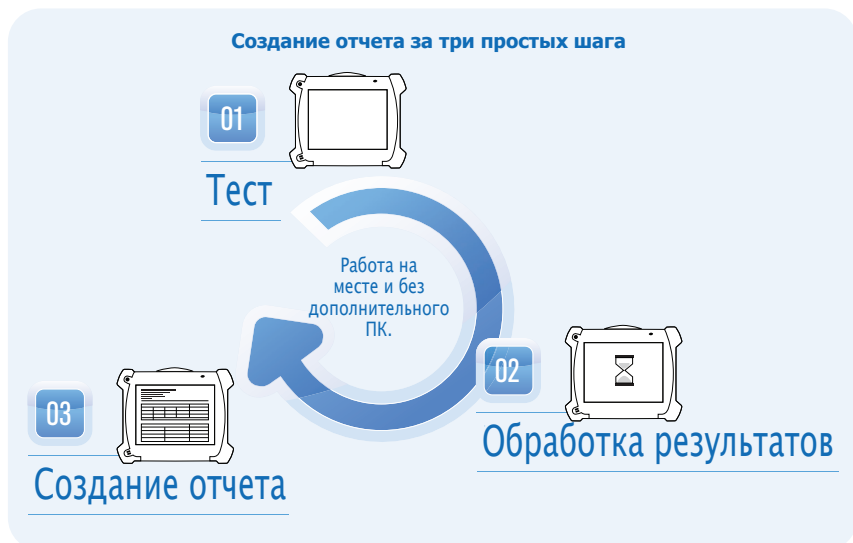 Создание отчета за три простых шага
01
Тест
Работа на
месте и без
дополнительного
ПК.
02
Обработка результатов
03
Создание отчета